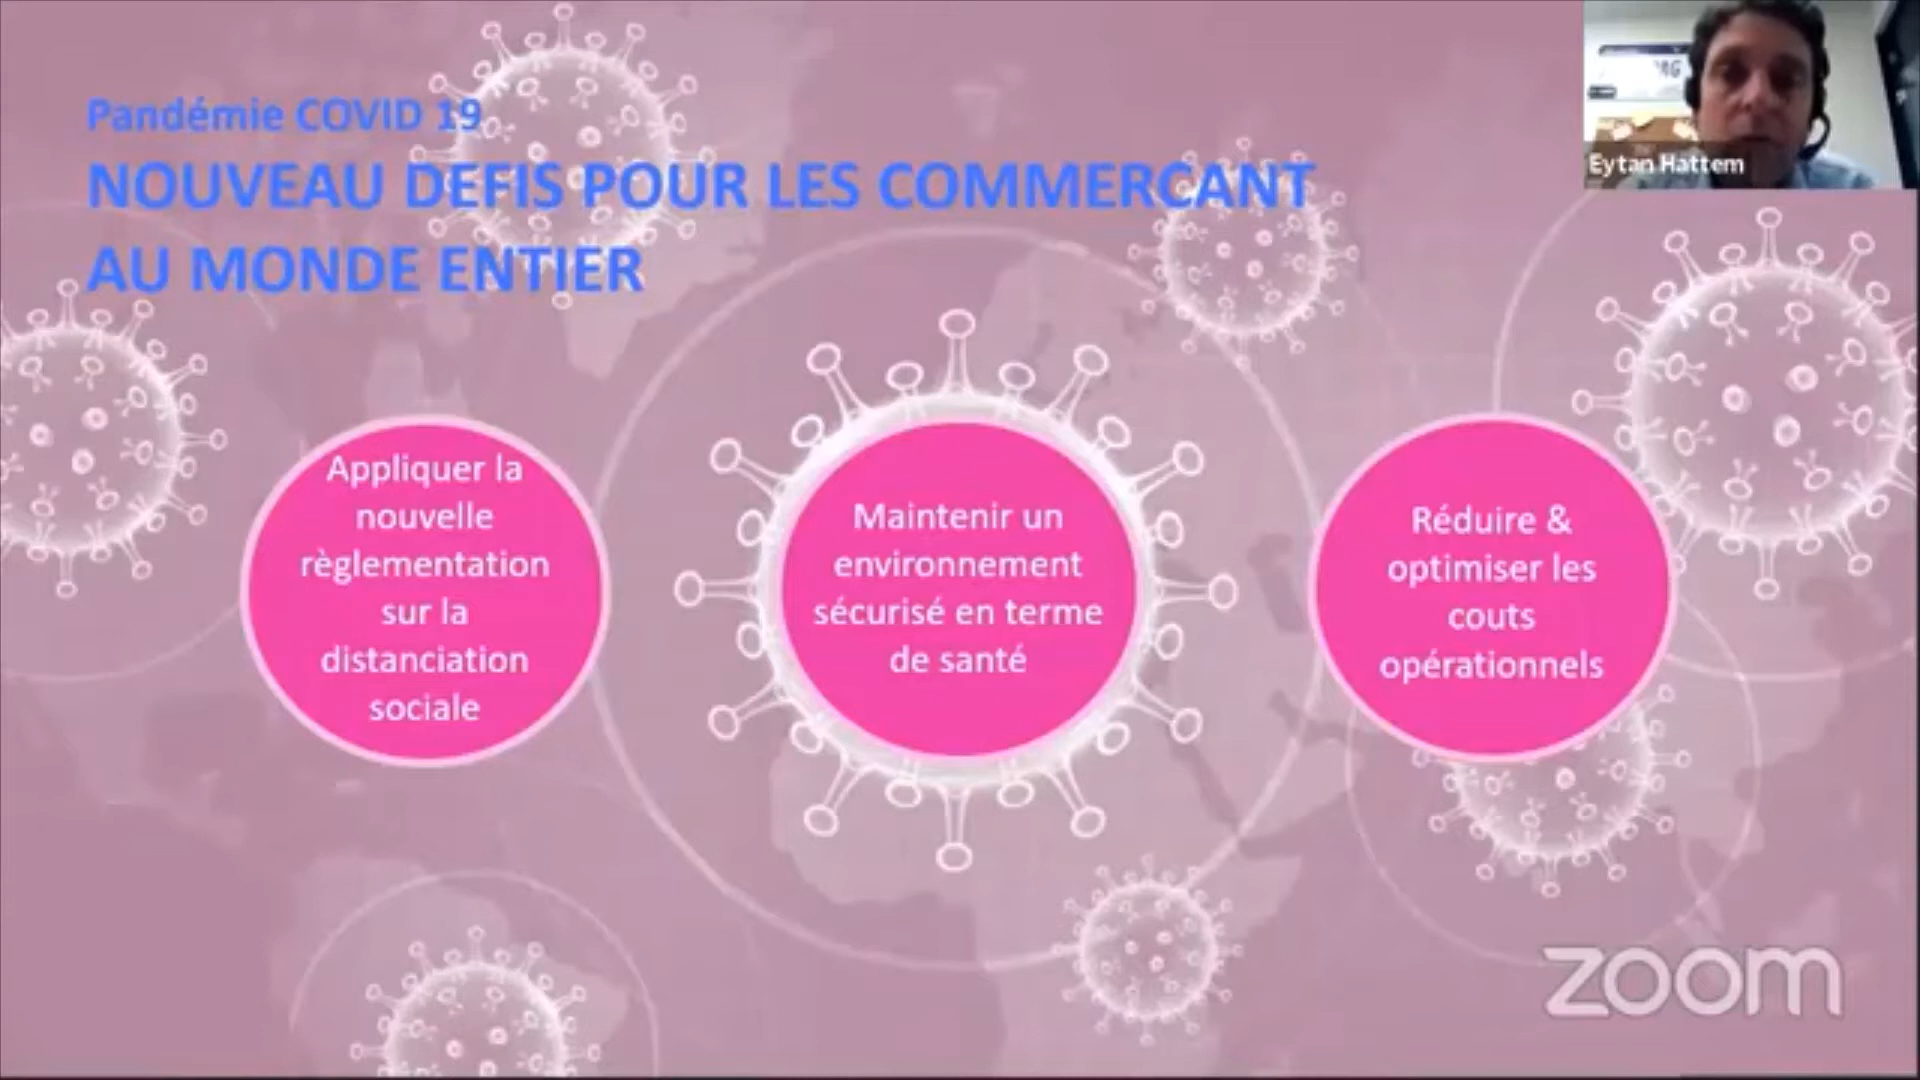 Pandémie COVID 19
NOUVEAU DEFIS POUR LES COMMERCANT
AU MONDE ENTIER
Eytan Hattem
Appliquer la
nouvelle
règlementation
sur la
distanciation
sociale
Maintenir un
environnement
sécurisé en terme
de santé
Réduire &
optimiser les
couts
opérationnels
zoom